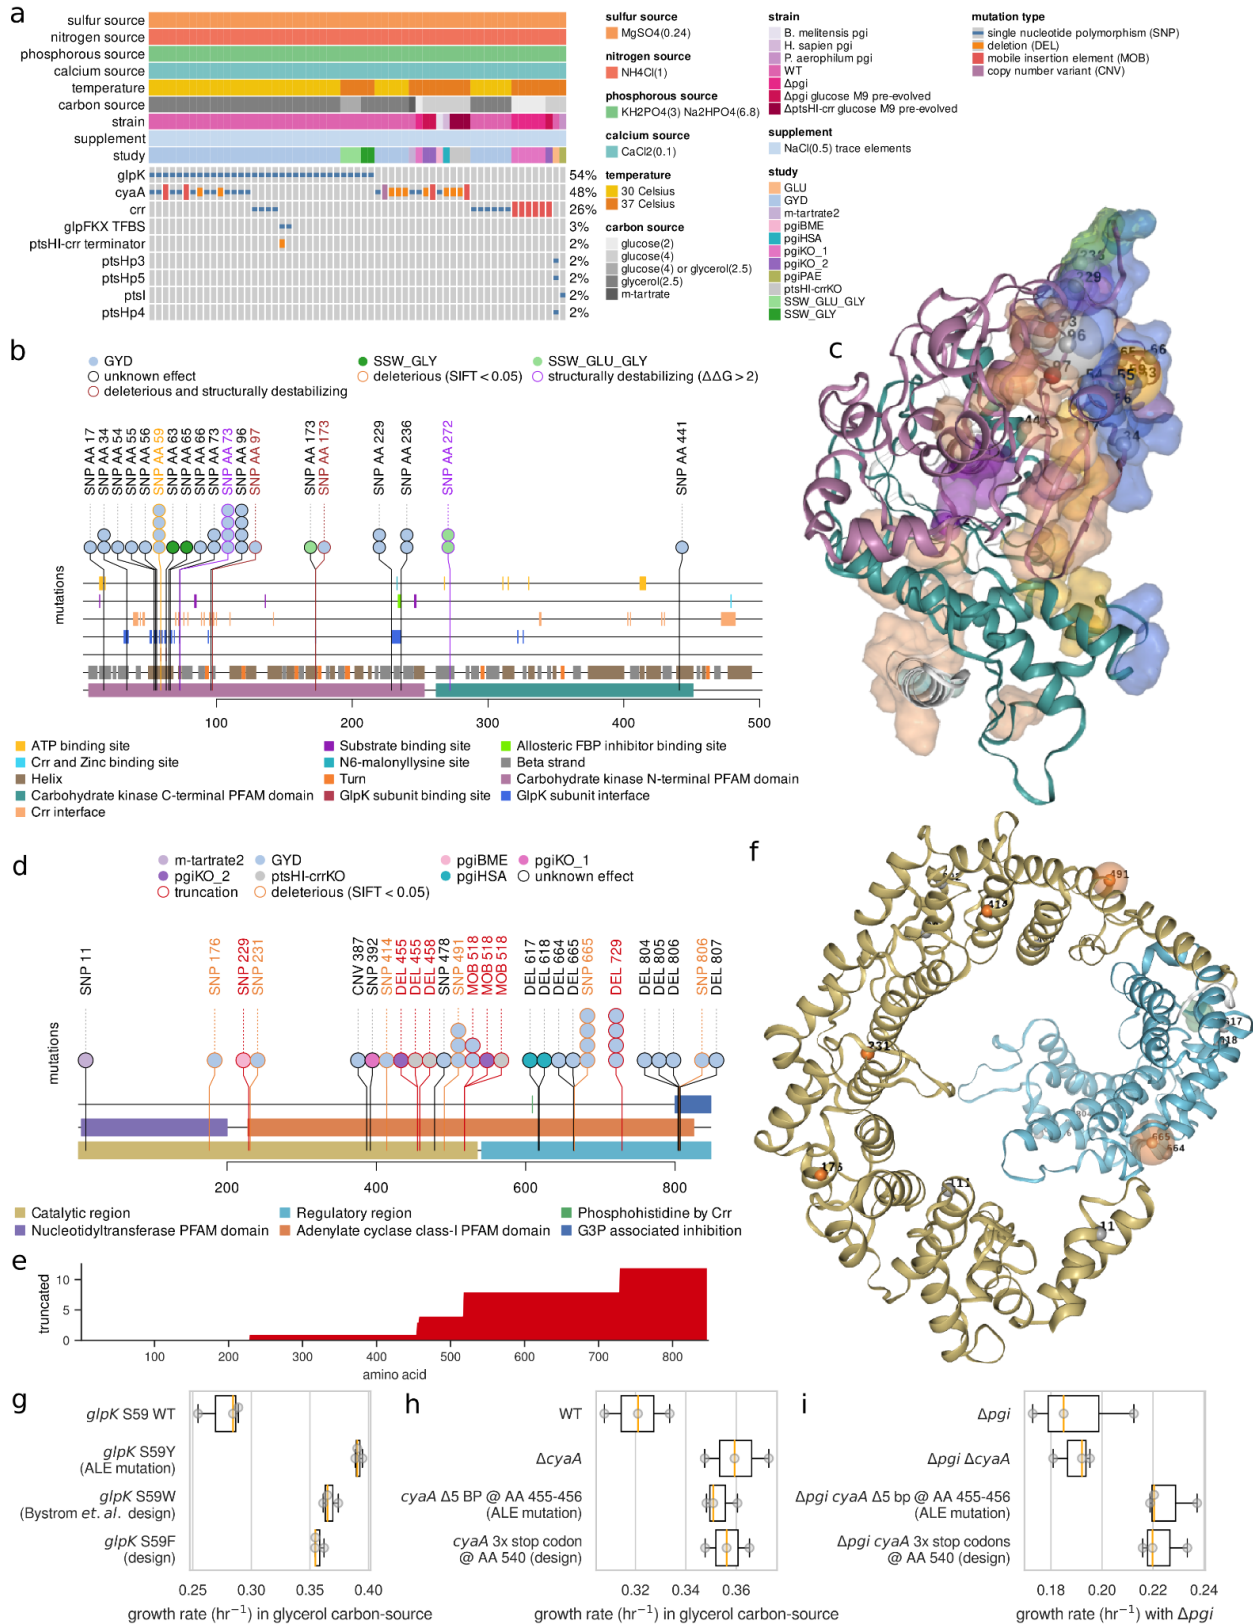 a
sulfur source
nitrogen source
phosphorous source
calcium source
temperature
carbon source
strain
supplement
study
glpK 54%
cyaA 48%
crr 26%
glpFKX TFBS 3%
ptsHI-crr terminator 2%
ptsHp3 2%
ptsHp5 2%
ptsI 2%
ptsHp4 2%
sulfur source
MgSO4(0.24)
nitrogen source
NH4Cl(1)
phosphorous source
KH2PO4(3) Na2HPO4(6.8)
calcium source
CaCl2(0.1)
temperature
30 Celsius
37 Celsius
carbon source
glucose(2)
glucose(4)
glucose(4) or glycerol(2.5)
glycerol(2.5)
m-tartrate
strain
B. melitensis pgi
H. sapien pgi
P. aerophilum pgi
WT
Δpgi
Δpgi glucose M9 pre-evolved
ΔptsHI-crr glucose M9 pre-evolved
supplement
NaCl(0.5) trace elements
study
GLU
GYD
m-tartrate2
pgiBME
pgiHSA
pgiKO_1
pgiKO_2
pgiPAE
ptsHI-crrKO
SSW_GLU_GLY
SSW_GLY
mutation type
single nucleotide polymorphism (SNP)
deletion (DEL)
mobile insertion element (MOB)
copy number variant (CNV)
b
GYD
SSW_GLY
SSW_GLU_GLY
unknown effect
deleterious (SIFT < 0.05)
structurally destabilizing (ΔΔG > 2)
deleterious and structurally destabilizing
SNP AA 17
SNP AA 34
SNP AA 54
SNP AA 55
SNP AA 56
SNP AA 59
SNP AA 63
SNP AA 65
SNP AA 66
SNP AA 73
SNP AA 73
SNP AA 96
SNP AA 97
SNP AA 173
SNP AA 173
SNP AA 229
SNP AA 236
SNP AA 272
SNP AA 441
mutations
100 200 300 400 500
ATP binding site
Substrate binding site
Allosteric FBP inhibitor binding site
Crr and Zinc binding site
N6-malonyllysine site
Beta strand
Helix
Turn
Carbohydrate kinase N-terminal PFAM domain
Carbohydrate kinase C-terminal PFAM domain
GlpK subunit binding site
GlpK subunit interface
Crr interface
c
229
73
96
97
66
55
34
17
d
m-tartrate2
GYD
pgiBME
pgiKO_1
pgiKO_2
ptsHI-crrKO
pgiHSA
unknown effect
truncation
deleterious (SIFT < 0.05)
SNP 11
SNP 176
SNP 229
SNP 231
CNV 387
SNP 392
SNP 414
DEL 455
DEL 455
DEL 458
SNP 478
SNP 491
MOB 518
MOB 518
MOB 518
DEL 617
DEL 618
DEL 664
DEL 665
SNP 665
DEL 729
DEL 804
DEL 805
DEL 806
SNP 806
DEL 807
mutations
200 400 600 800
Catalytic region
Regulatory region
Phosphohistidine by Crr
Nucleotidyltransferase PFAM domain
Adenylate cyclase class-I PFAM domain
G3P associated inhibition
e
truncated
10
5
0
100 200 300 400 500 600 700 800
amino acid
f
491
414
231
176
111
11
617
618
665
664
g
glpK S59 WT
glpK S59Y
(ALE mutation)
glpK S59W
(Bystrom et. al. design)
glpK S59F
(design)
0.25 0.30 0.35 0.40
growth rate (hr⁻¹) in glycerol carbon-source
h
WT
ΔcyaA
cyaA Δ5 BP @ AA 455-456
(ALE mutation)
cyaA 3x stop codon
@ AA 540 (design)
0.32 0.34 0.36
growth rate (hr⁻¹) in glycerol carbon-source
i
Δpgi
Δpgi ΔcyaA
Δpgi cyaA Δ5 bp @ AA 455-456
(ALE mutation)
Δpgi cyaA 3x stop codons
@ AA 540 (design)
0.18 0.20 0.22 0.24
growth rate (hr⁻¹) with Δpgi